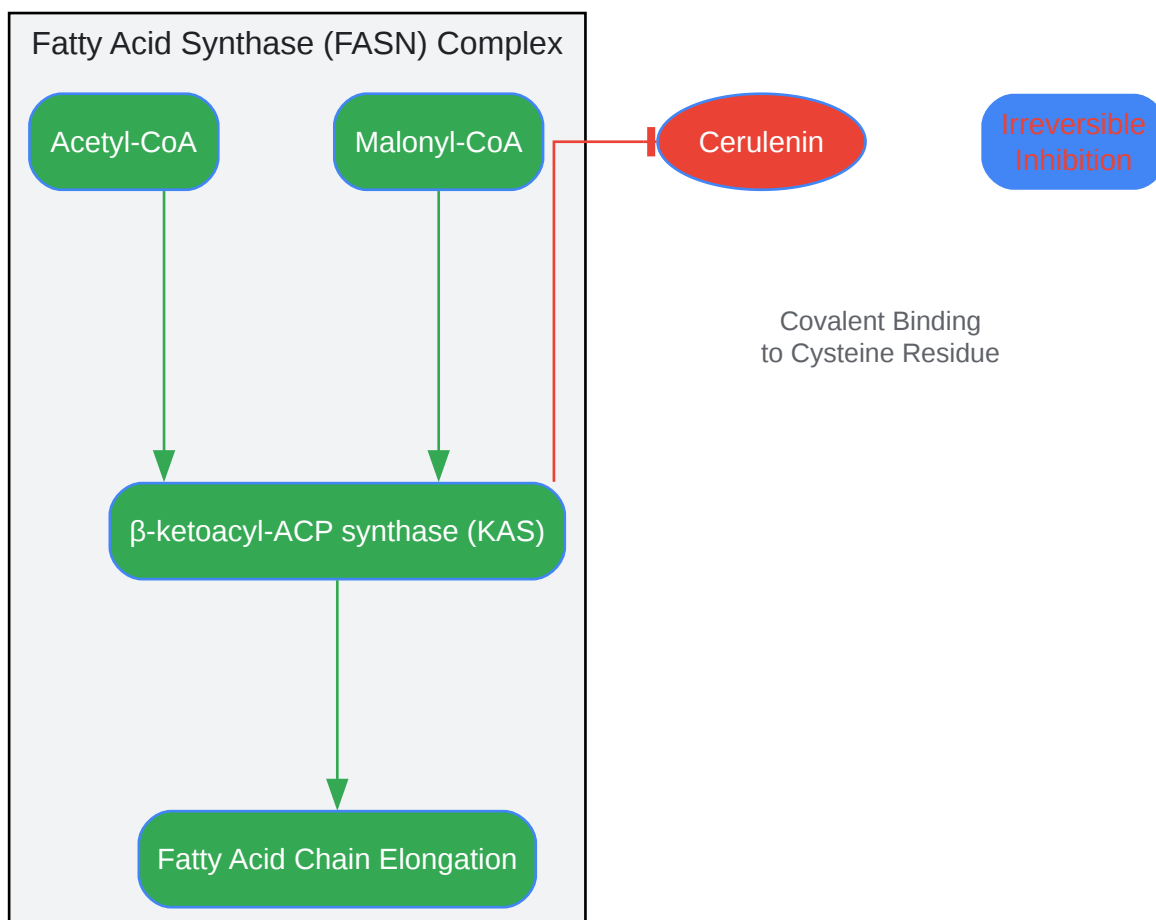 Fatty Acid Synthase (FASN) Complex
Acetyl-CoA
Malonyl-CoA
Cerulenin
Irreversible
Inhibition
Covalent Binding
to Cysteine Residue
β-ketoacyl-ACP synthase (KAS)
Fatty Acid Chain Elongation